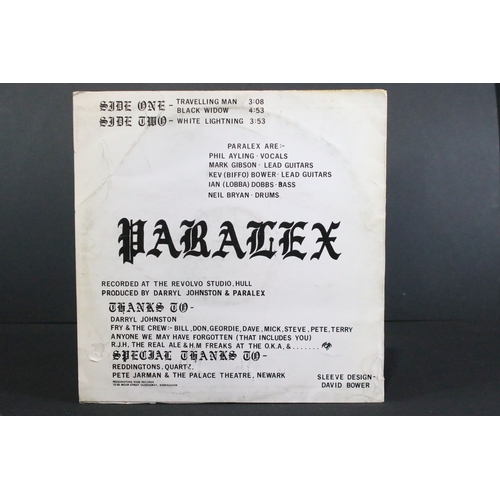 SIDE ONE - TRAVELLING MAN 3:08
BLACK WIDOW 4:53
SIDE TWO - WHITE LIGHTNING 3:53
PARALEX ARE:-
PHIL AYLING · VOCALS
MARK GIBSON · LEAD GUITARS
KEV (BIFFO) BOWER · LEAD GUITARS
IAN (LOBBA) DOBBS · BASS
NEIL BRYAN · DRUMS
PARALEX
RECORDED AT THE REVOLVO STUDIO, HULL
PRODUCED BY DARRYL JOHNSTON & PARALEX
THANKS TO-
DARRYL JOHNSTON
FRY & THE CREW:- BILL, DON, GEORDIE, DAVE, MICK, STEVE, PETE, TERRY
ANYONE WE MAY HAVE FORGOTTEN (THAT INCLUDES YOU)
R.J.H, THE REAL ALE & H.M FREAKS AT THE O.K.A, & .......
SPECIAL THANKS TO-
REDDINGTONS, QUARTZ,
PETE JARMAN & THE PALACE THEATRE, NEWARK
SLEEVE DESIGN-
DAVID BOWER
REDDINGTONS RARE RECORDS